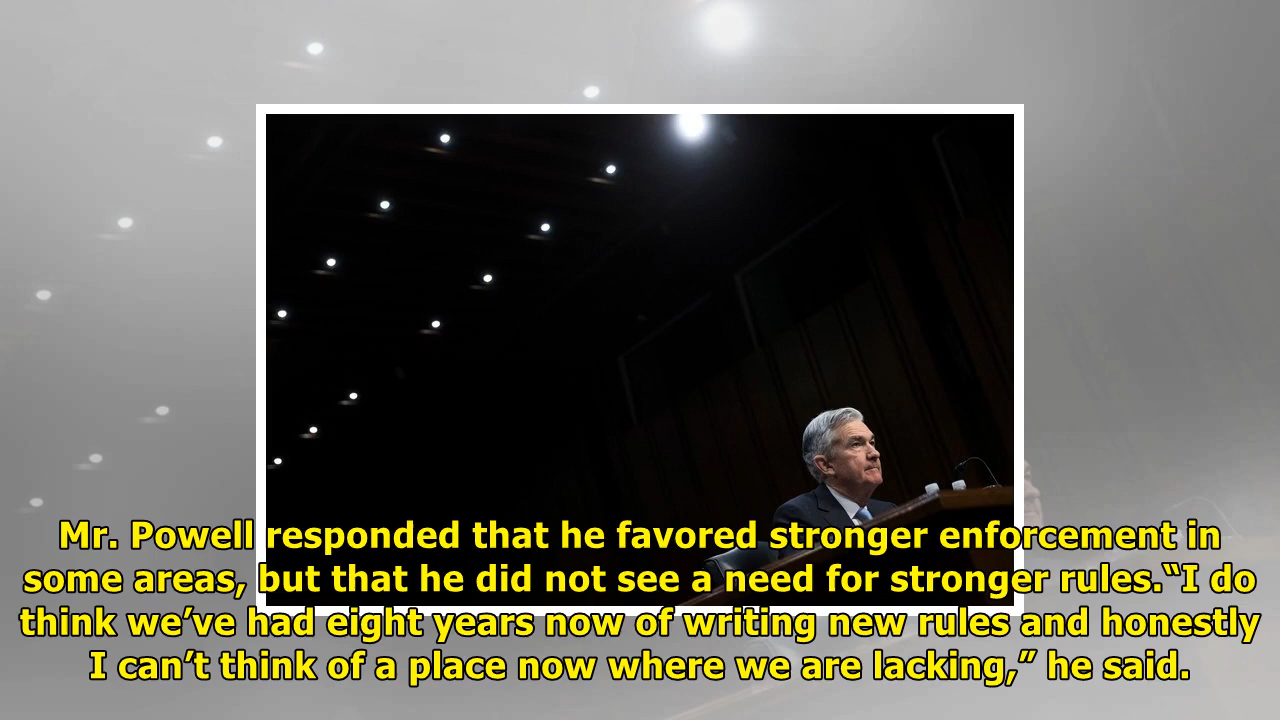 Mr. Powell responded that he favored stronger enforcement in
some areas, but that he did not see a need for stronger rules.“I do
think we’ve had eight years now of writing new rules and honestly
I can’t think of a place now where we are lacking,” he said.